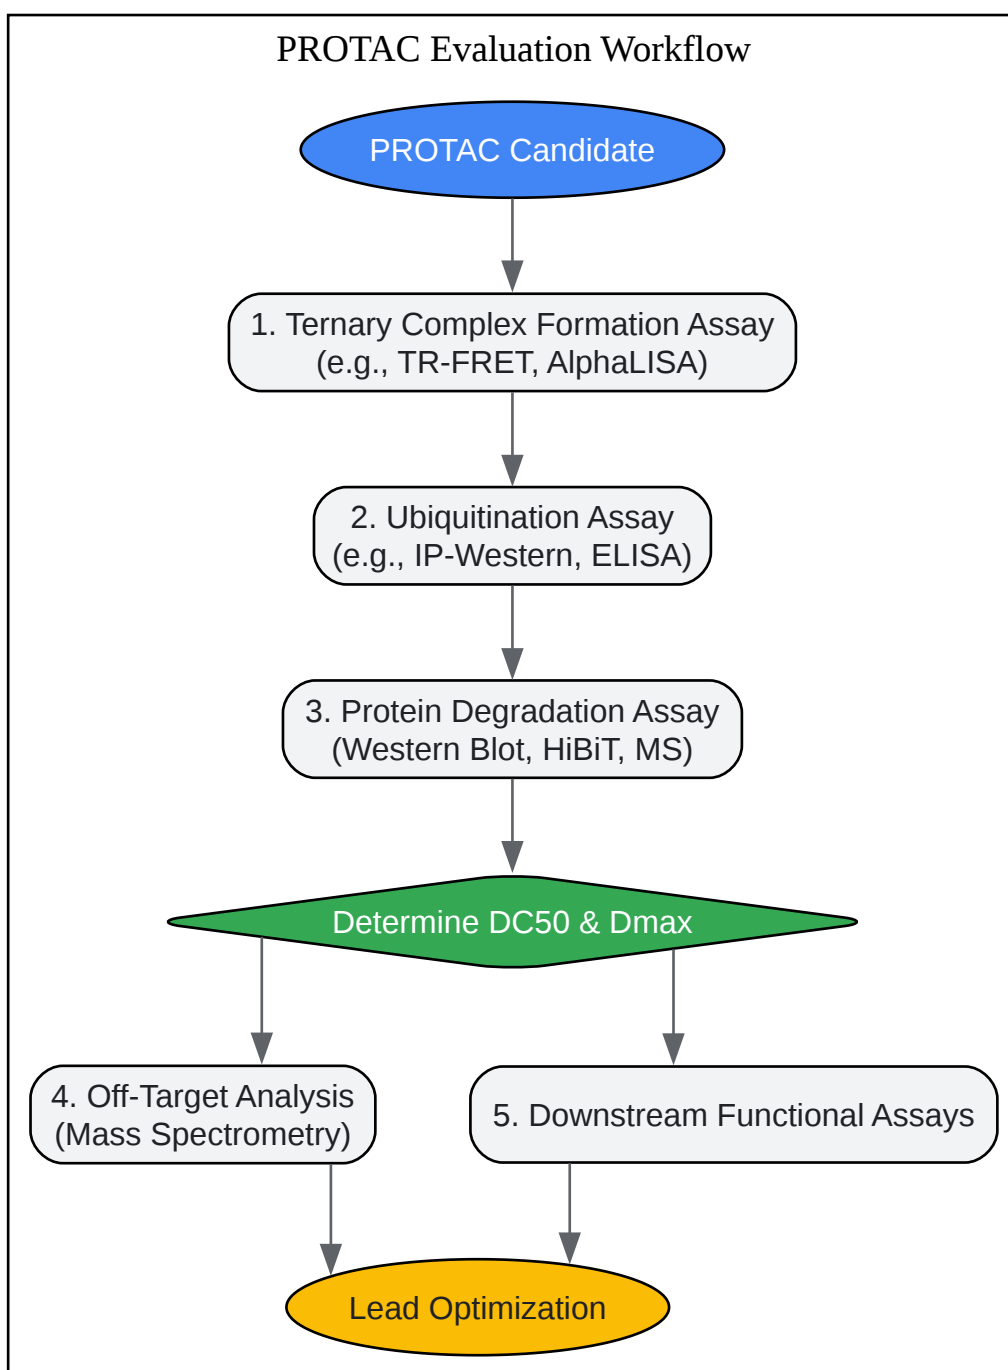 PROTAC Evaluation Workflow
PROTAC Candidate
1. Ternary Complex Formation Assay
(e.g., TR-FRET, AlphaLISA)
2. Ubiquitination Assay
(e.g., IP-Western, ELISA)
3. Protein Degradation Assay
(Western Blot, HiBiT, MS)
Determine DC50 & Dmax
4. Off-Target Analysis
(Mass Spectrometry)
5. Downstream Functional Assays
Lead Optimization